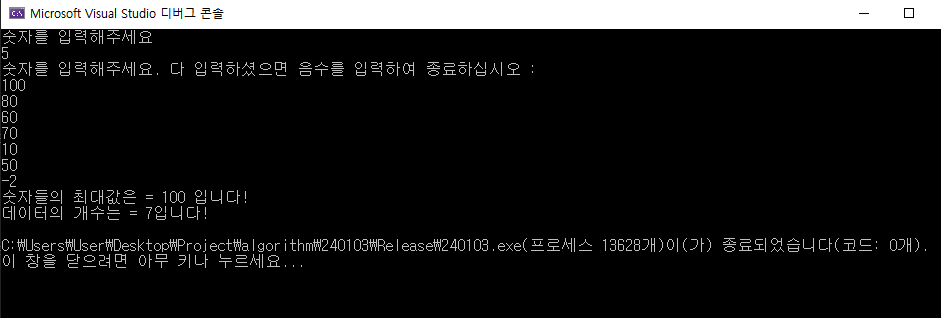 Microsoft Visual Studio 디버그 콘솔
숫자를 입력해주세요
5
숫자를 입력해주세요. 다 입력하셨으면 음수를 입력하여 종료하십시오 :
100
80
60
70
10
50
-2
숫자들의 최대값은 = 100 입니다!
데이터의 개수는 = 7입니다!
C:₩Users₩User₩Desktop₩Project₩algorithm₩240103₩Release₩240103.exe(프로세스 13628개)이(가) 종료되었습니다(코드: 0개).
이 창을 닫으려면 아무 키나 누르세요...